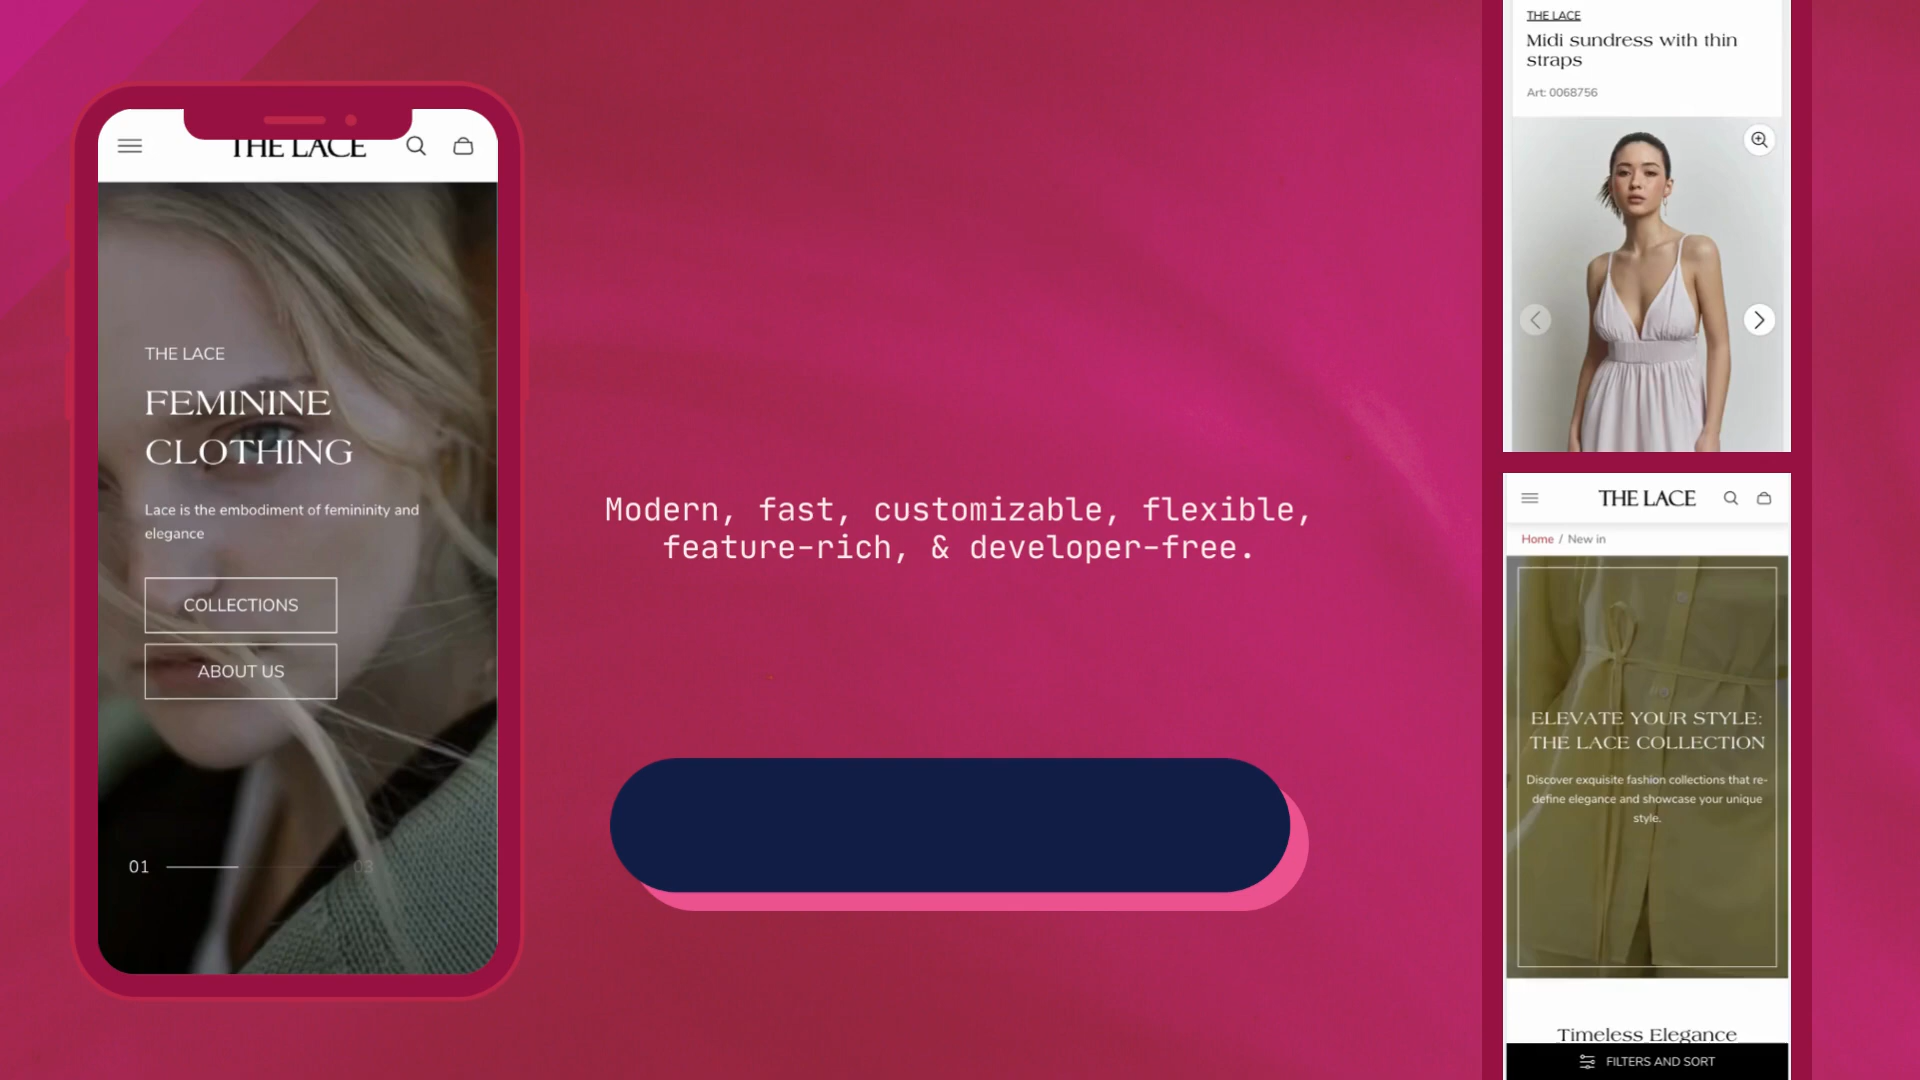 THE LACE
THE LACE
FEMININE
CLOTHING
Lace is the embodiment of femininity and
elegance
COLLECTIONS
ABOUT US
01
03
Modern, fast, customizable, flexible,
feature-rich, & developer-free.
THE LACE
Midi sundress with thin
straps
Art: 0068756
THE LACE
Home / New in
ELEVATE YOUR STYLE:
THE LACE COLLECTION
Discover exquisite fashion collections that re-
define elegance and showcase your unique
style.
Timeless Elegance
FILTERS AND SORT